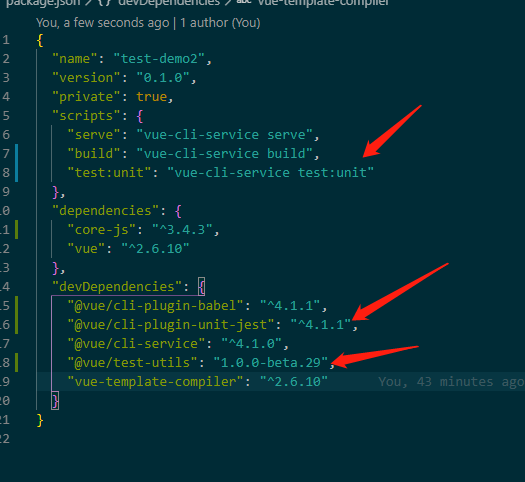 package.json > { } devDependencies > abc vue-template-compiler
You, a few seconds ago | 1 author (You)
1 {
2 "name": "test-demo2",
3 "version": "0.1.0",
4 "private": true,
5 "scripts": {
6 "serve": "vue-cli-service serve",
7 "build": "vue-cli-service build",
8 "test:unit": "vue-cli-service test:unit"
9 },
10 "dependencies": {
11 "core-js": "^3.4.3",
12 "vue": "^2.6.10"
13 },
14 "devDependencies": {
15 "@vue/cli-plugin-babel": "^4.1.1",
16 "@vue/cli-plugin-unit-jest": "^4.1.1",
17 "@vue/cli-service": "^4.1.0",
18 "@vue/test-utils": "1.0.0-beta.29",
19 "vue-template-compiler": "^2.6.10" You, 43 minutes ago
20 }
21 }
22